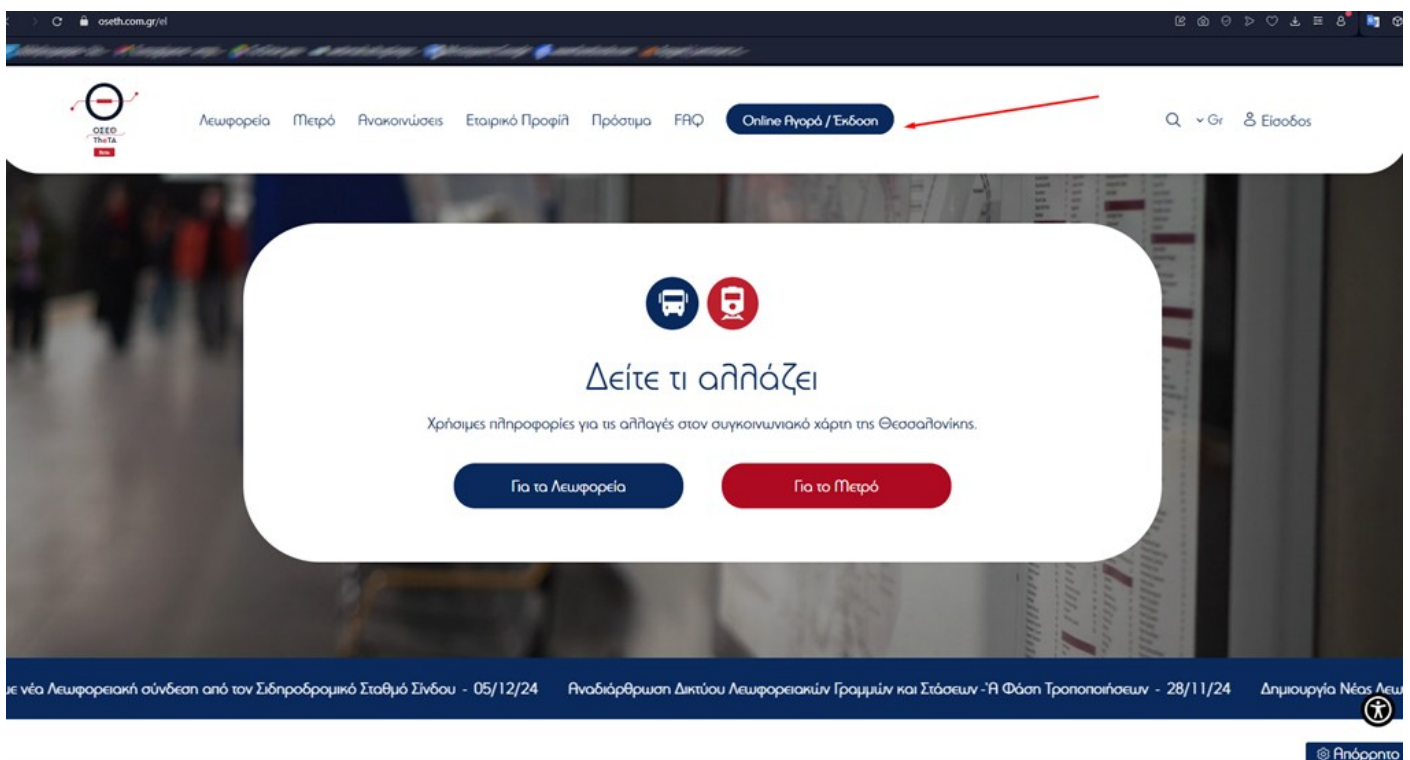 oseth.com.gr/el
ΟΣΕΘ
TheTA
Beta
Λεωφορεία Μετρό Ανακοινώσεις Εταιρικό Προφίλ Πρόστιμα FAQ Online Αγορά / Έκδοση Gr Είσοδος
Δείτε τι αλλάζει
Χρήσιμες πληροφορίες για τις αλλαγές στον συγκοινωνιακό χάρτη της Θεσσαλονίκης.
Για τα Λεωφορεία Για το Μετρό
με νέα Λεωφορειακή σύνδεση από τον Σιδηροδρομικό Σταθμό Σίνδου - 05/12/24 Αναδιάρθρωση Δικτύου Λεωφορειακών Γραμμών και Στάσεων -Ά Φάση Τροποποιήσεων - 28/11/24 Δημιουργία Νέας Λεω
Απόρρητο